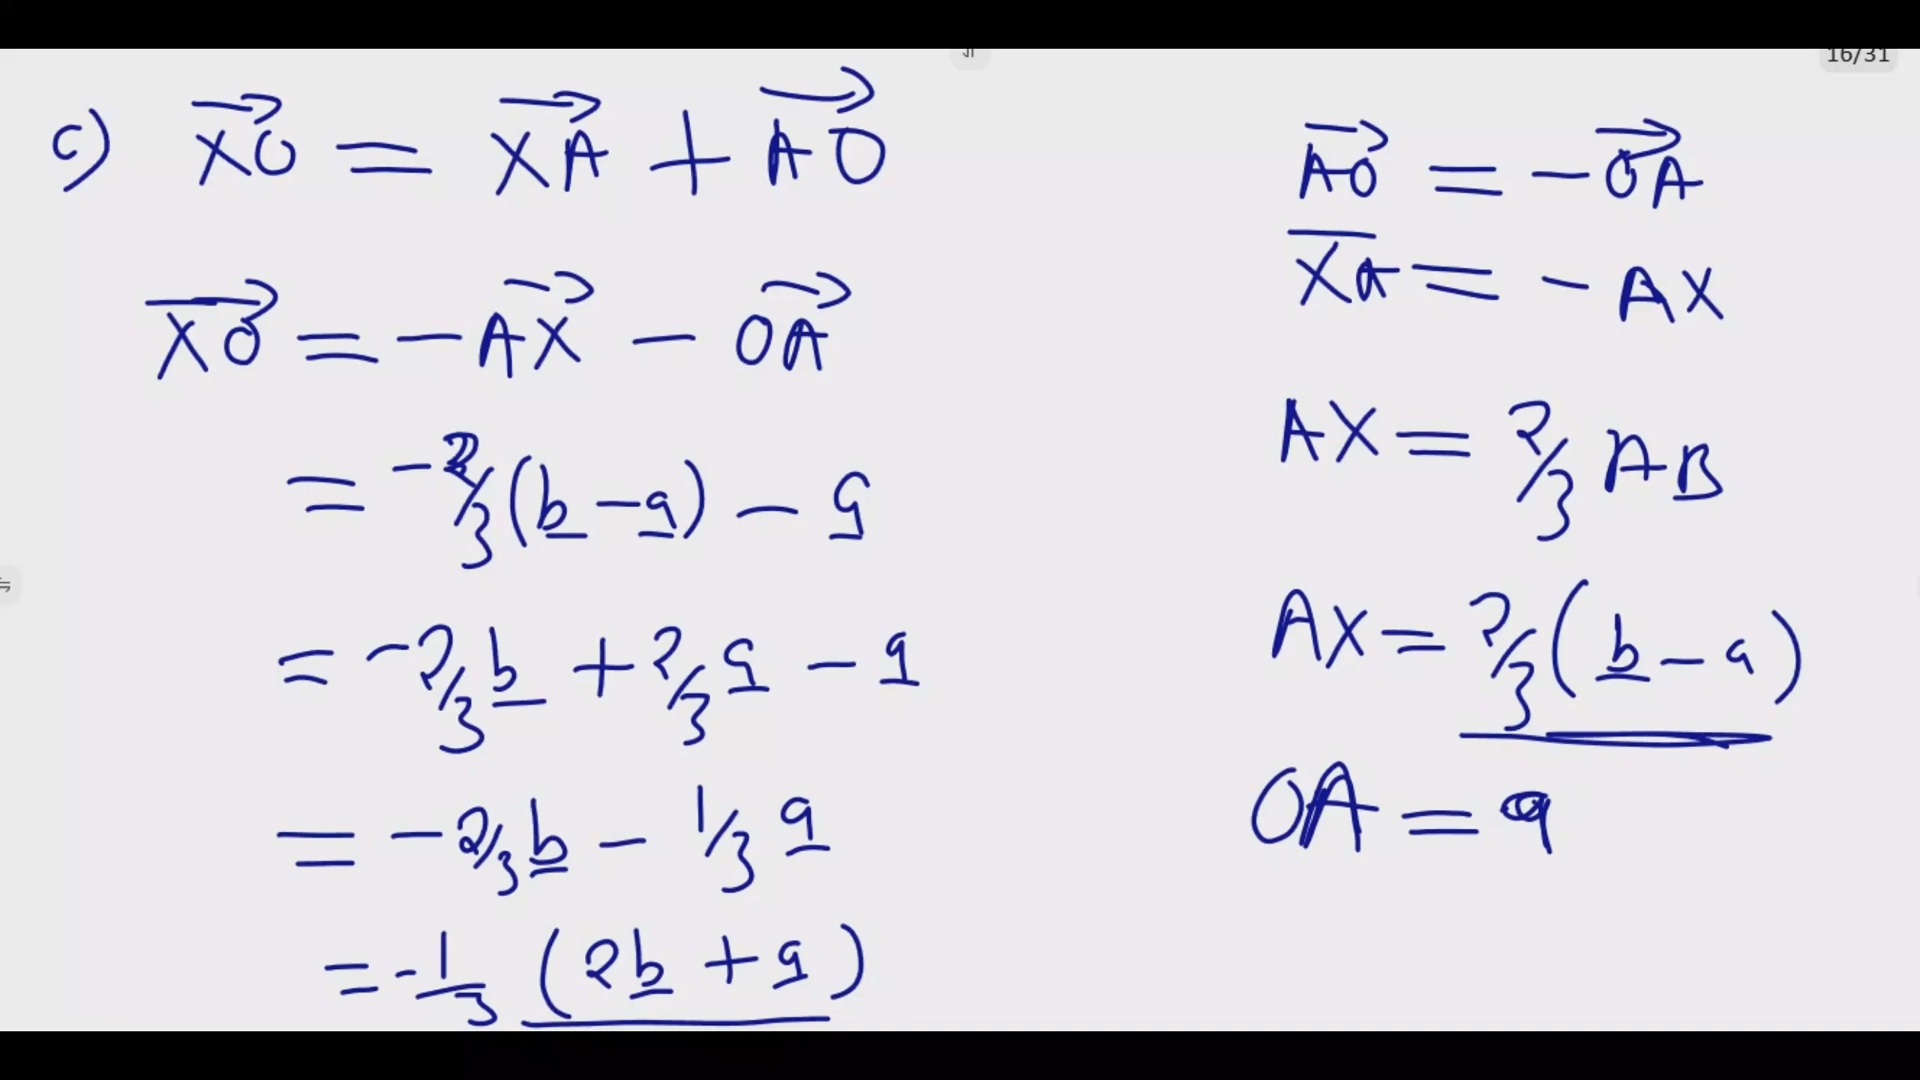 16/31
c) XO = XA + AO
XO = -AX - OA
= -2/3(b - a) - a
= -2/3b + 2/3a - a
= -2/3b - 1/3a
= -1/3 (2b + a)
AO = -OA
XA = - AX
AX = 2/3 AB
AX = 2/3(b - a)
OA = a